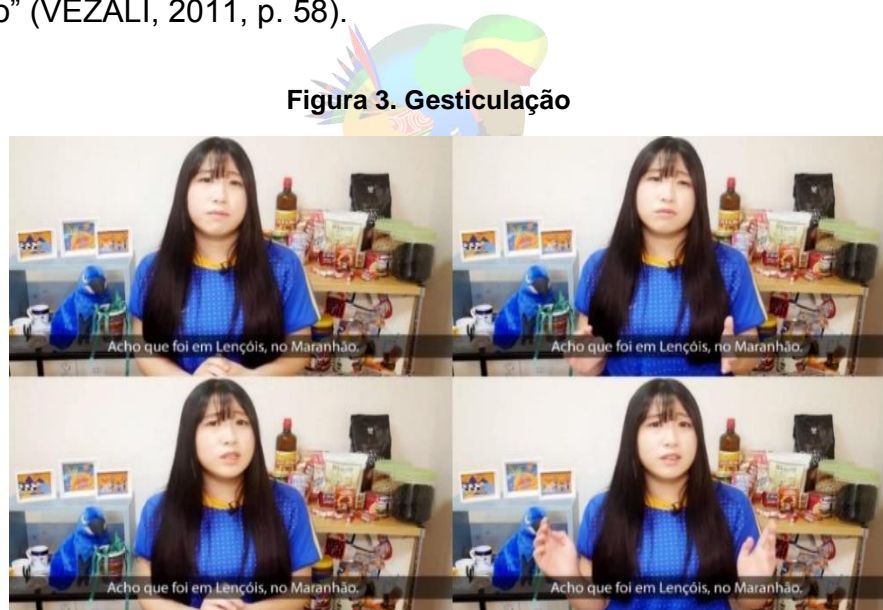 o” (VEZALI, 2011, p. 58).
Figura 3. Gesticulação
Acho que foi em Lençóis, no Maranhão.
Acho que foi em Lençóis, no Maranhão.
Acho que foi em Lençóis, no Maranhão.
Acho que foi em Lençóis, no Maranhão.